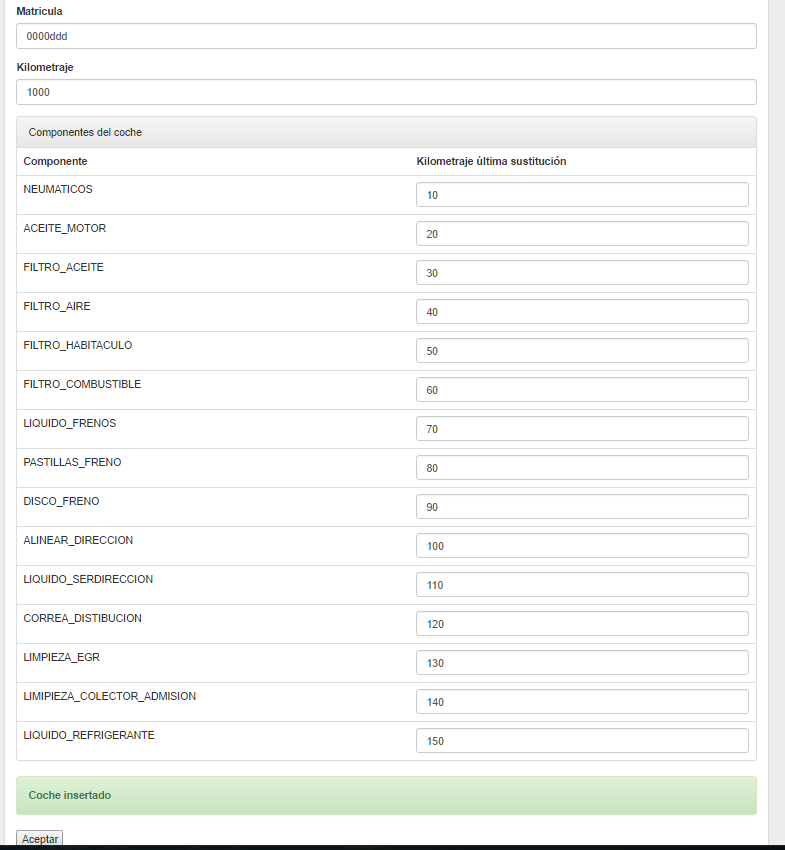 Matricula
0000ddd
Kilometraje
1000
Componentes del coche
Componente Kilometraje última sustitución
NEUMATICOS 10
ACEITE_MOTOR 20
FILTRO_ACEITE 30
FILTRO_AIRE 40
FILTRO_HABITACULO 50
FILTRO_COMBUSTIBLE 60
LIQUIDO_FRENOS 70
PASTILLAS_FRENO 80
DISCO_FRENO 90
ALINEAR_DIRECCION 100
LIQUIDO_SERDIRECCION 110
CORREA_DISTIBUCION 120
LIMPIEZA_EGR 130
LIMIPIEZA_COLECTOR_ADMISION 140
LIQUIDO_REFRIGERANTE 150
Coche insertado
Aceptar